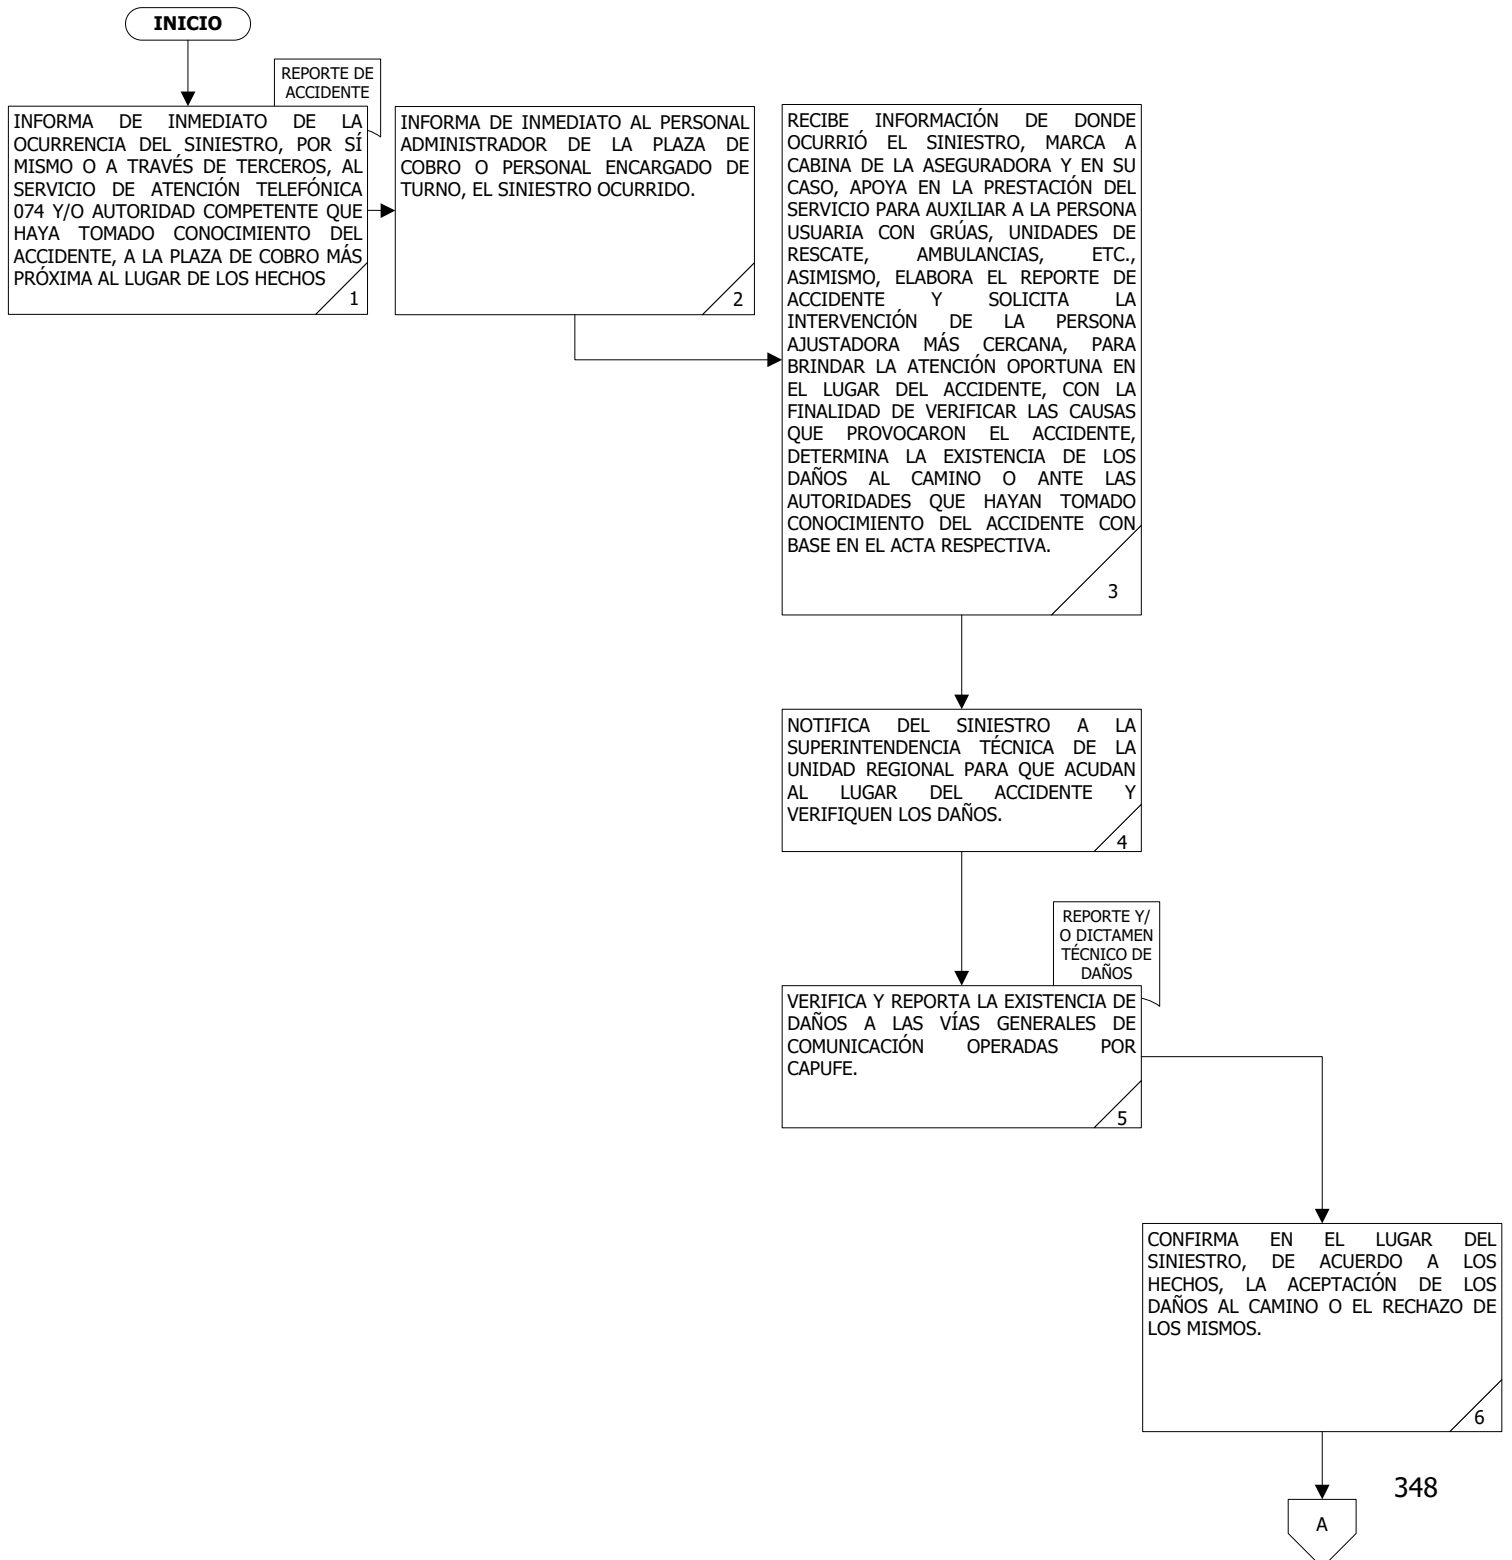 INICIO
REPORTE DE
ACCIDENTE
INFORMA DE INMEDIATO DE LA
OCURRENCIA DEL SINIESTRO, POR SÍ
MISMO O A TRAVÉS DE TERCEROS, AL
SERVICIO DE ATENCIÓN TELEFÓNICA
074 Y/O AUTORIDAD COMPETENTE QUE
HAYA TOMADO CONOCIMIENTO DEL
ACCIDENTE, A LA PLAZA DE COBRO MÁS
PRÓXIMA AL LUGAR DE LOS HECHOS
1
INFORMA DE INMEDIATO AL PERSONAL
ADMINISTRADOR DE LA PLAZA DE
COBRO O PERSONAL ENCARGADO DE
TURNO, EL SINIESTRO OCURRIDO.
2
RECIBE INFORMACIÓN DE DONDE
OCURRIÓ EL SINIESTRO, MARCA A
CABINA DE LA ASEGURADORA Y EN SU
CASO, APOYA EN LA PRESTACIÓN DEL
SERVICIO PARA AUXILIAR A LA PERSONA
USUARIA CON GRÚAS, UNIDADES DE
RESCATE, AMBULANCIAS, ETC.,
ASIMISMO, ELABORA EL REPORTE DE
ACCIDENTE Y SOLICITA LA
INTERVENCIÓN DE LA PERSONA
AJUSTADORA MÁS CERCANA, PARA
BRINDAR LA ATENCIÓN OPORTUNA EN
EL LUGAR DEL ACCIDENTE, CON LA
FINALIDAD DE VERIFICAR LAS CAUSAS
QUE PROVOCARON EL ACCIDENTE,
DETERMINA LA EXISTENCIA DE LOS
DAÑOS AL CAMINO O ANTE LAS
AUTORIDADES QUE HAYAN TOMADO
CONOCIMIENTO DEL ACCIDENTE CON
BASE EN EL ACTA RESPECTIVA.
3
NOTIFICA DEL SINIESTRO A LA
SUPERINTENDENCIA TÉCNICA DE LA
UNIDAD REGIONAL PARA QUE ACUDAN
AL LUGAR DEL ACCIDENTE Y
VERIFIQUEN LOS DAÑOS.
4
REPORTE Y/
O DICTAMEN
TÉCNICO DE
DAÑOS
VERIFICA Y REPORTA LA EXISTENCIA DE
DAÑOS A LAS VÍAS GENERALES DE
COMUNICACIÓN OPERADAS POR
CAPUFE.
5
CONFIRMA EN EL LUGAR DEL
SINIESTRO, DE ACUERDO A LOS
HECHOS, LA ACEPTACIÓN DE LOS
DAÑOS AL CAMINO O EL RECHAZO DE
LOS MISMOS.
6
348
A